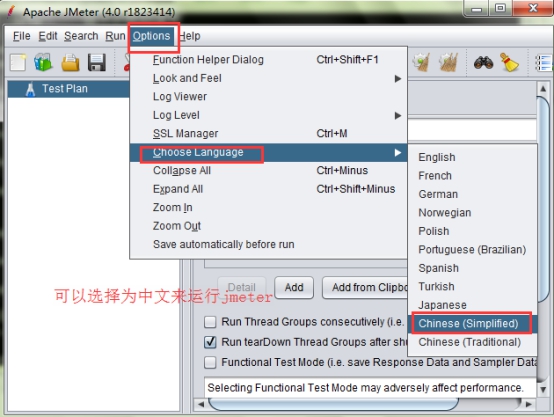 Apache JMeter (4.0 r1823414)
File Edit Search Run Options Help
Test Plan
Function Helper Dialog Ctrl+Shift+F1
Look and Feel
Log Viewer
Log Level
SSL Manager Ctrl+M
Choose Language
Collapse All Ctrl+Minus
Expand All Ctrl+Shift+Minus
Zoom In
Zoom Out
Save automatically before run
English
French
German
Norwegian
Polish
Portuguese (Brazilian)
Spanish
Turkish
Japanese
Chinese (Simplified)
Chinese (Traditional)
可以选择为中文来运行jmeter
Detail Add Add from Clipbo
Run Thread Groups consecutively (i.e.
Run tearDown Thread Groups after shu
Functional Test Mode (i.e. save Response Data and Sampler Data
Selecting Functional Test Mode may adversely affect performance.